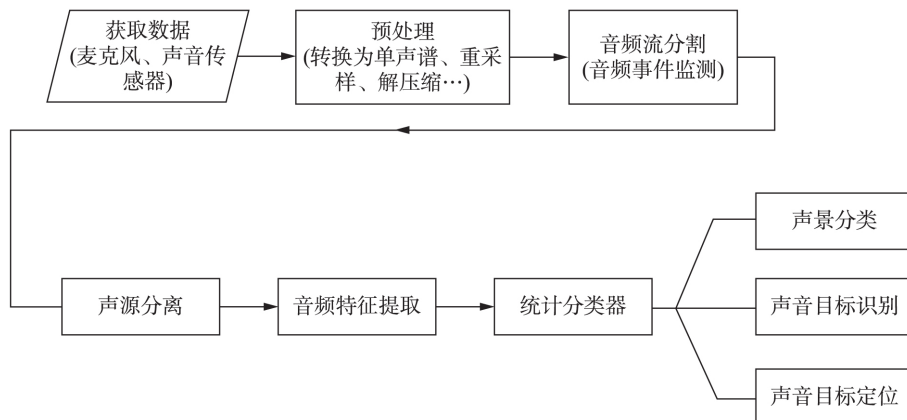 获取数据
(麦克风、声音传
感器)
预处理
(转换为单声谱、重采
样、解压缩…)
音频流分割
(音频事件监测)
声源分离
音频特征提取
统计分类器
声景分类
声音目标识别
声音目标定位